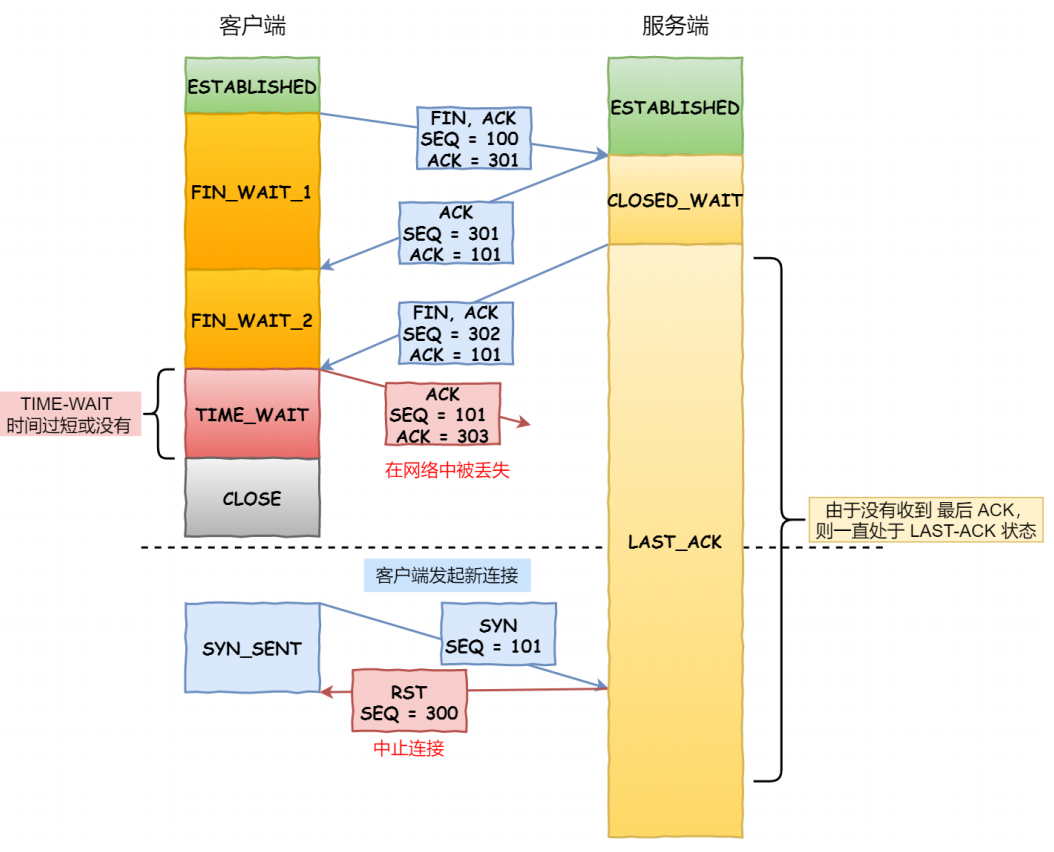 客户端
服务端
ESTABLISHED
ESTABLISHED
FIN, ACK
SEQ = 100
ACK = 301
FIN_WAIT_1
CLOSED_WAIT
ACK
SEQ = 301
ACK = 101
FIN_WAIT_2
FIN, ACK
SEQ = 302
ACK = 101
TIME-WAIT
时间过短或没有
TIME_WAIT
ACK
SEQ = 101
ACK = 303
在网络中被丢失
CLOSE
LAST_ACK
由于没有收到 最后 ACK，
则一直处于 LAST-ACK 状态
客户端发起新连接
SYN_SENT
SYN
SEQ = 101
RST
SEQ = 300
中止连接